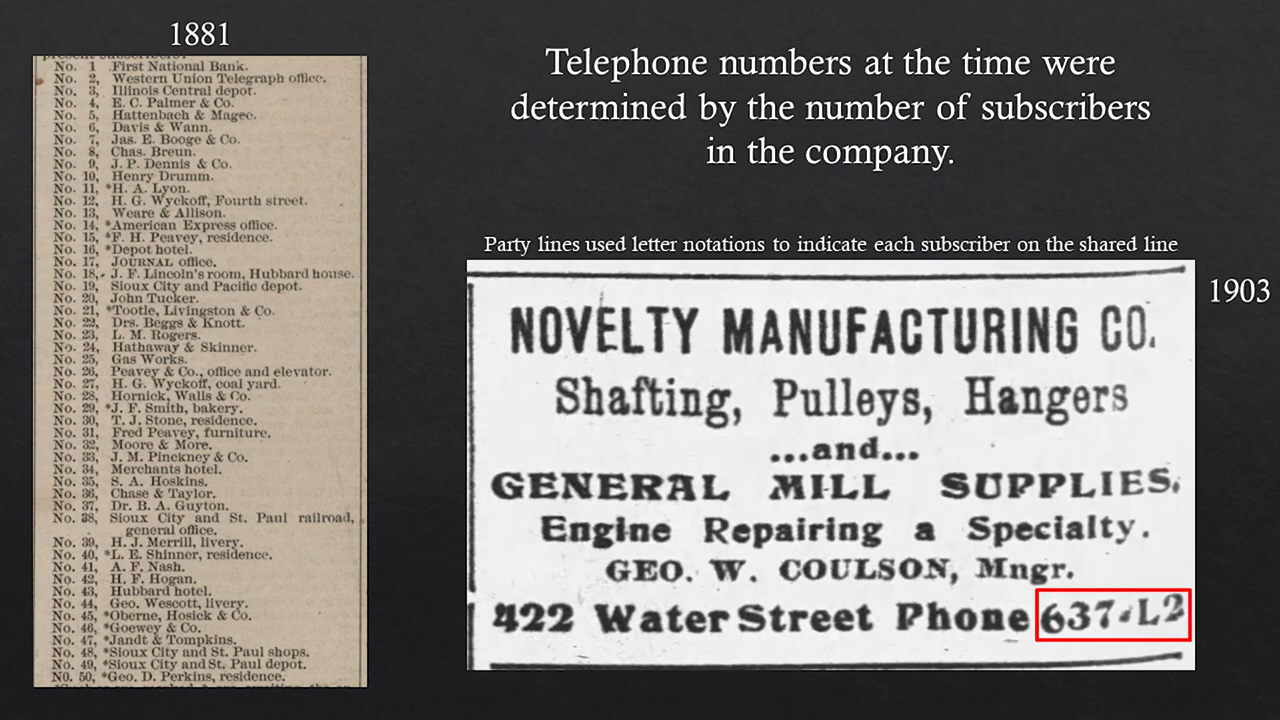 1881
No. 1 First National Bank.
No. 2, Western Union Telegraph office.
No. 3, Illinois Central depot.
No. 4, E. C. Palmer & Co.
No. 5, Hattenbach & Magee.
No. 6, Davis & Wann.
No. 7, Jas. E. Booge & Co.
No. 8, Chas. Breun.
No. 9, J. P. Dennis & Co.
No. 10, Henry Drumm.
No. 11, *H. A. Lyon.
No. 12, H. G. Wyckoff, Fourth street.
No. 13, Weare & Allison.
No. 14, *American Express office.
No. 15, *F. H. Peavey, residence.
No. 16, *Depot hotel.
No. 17, JOURNAL office.
No. 18, J. F. Lincoln's room, Hubbard house.
No. 19, Sioux City and Pacific depot.
No. 20, John Tucker.
No. 21, *Tootle, Livingston & Co.
No. 22, Drs. Beggs & Knott.
No. 23, L. M. Rogers.
No. 24, Hathaway & Skinner.
No. 25, Gas Works.
No. 26, Peavey & Co., office and elevator.
No. 27, H. G. Wyckoff, coal yard.
No. 28, Hornick, Walls & Co.
No. 29, *J. F. Smith, bakery.
No. 30, T. J. Stone, residence.
No. 31, Fred Peavey, furniture.
No. 32, Moore & More.
No. 33, J. M. Pinckney & Co.
No. 34, Merchants hotel.
No. 35, S. A. Hoskins.
No. 36, Chase & Taylor.
No. 37, Dr. B. A. Guyton.
No. 38, Sioux City and St. Paul railroad,
general office.
No. 39, H. J. Merrill, livery.
No. 40, *L. E. Shinner, residence.
No. 41, A. F. Nash.
No. 42, H. F. Hogan.
No. 43, Hubbard hotel.
No. 44, Geo. Wescott, livery.
No. 45, *Oberne, Hosick & Co.
No. 46, *Goewey & Co.
No. 47, *Jandt & Tompkins.
No. 48, *Sioux City and St. Paul shops.
No. 49, *Sioux City and St. Paul depot.
NO. 50, *Geo. D. Perkins, residence.
Telephone numbers at the time were
determined by the number of subscribers
in the company.
Party lines used letter notations to indicate each subscriber on the shared line
1903
NOVELTY MANUFACTURING CO.
Shafting, Pulleys, Hangers
...and...
GENERAL MILL SUPPLIES.
Engine Repairing a Specialty.
GEO. W. COULSON, Mngr.
422 Water Street Phone 637-L2